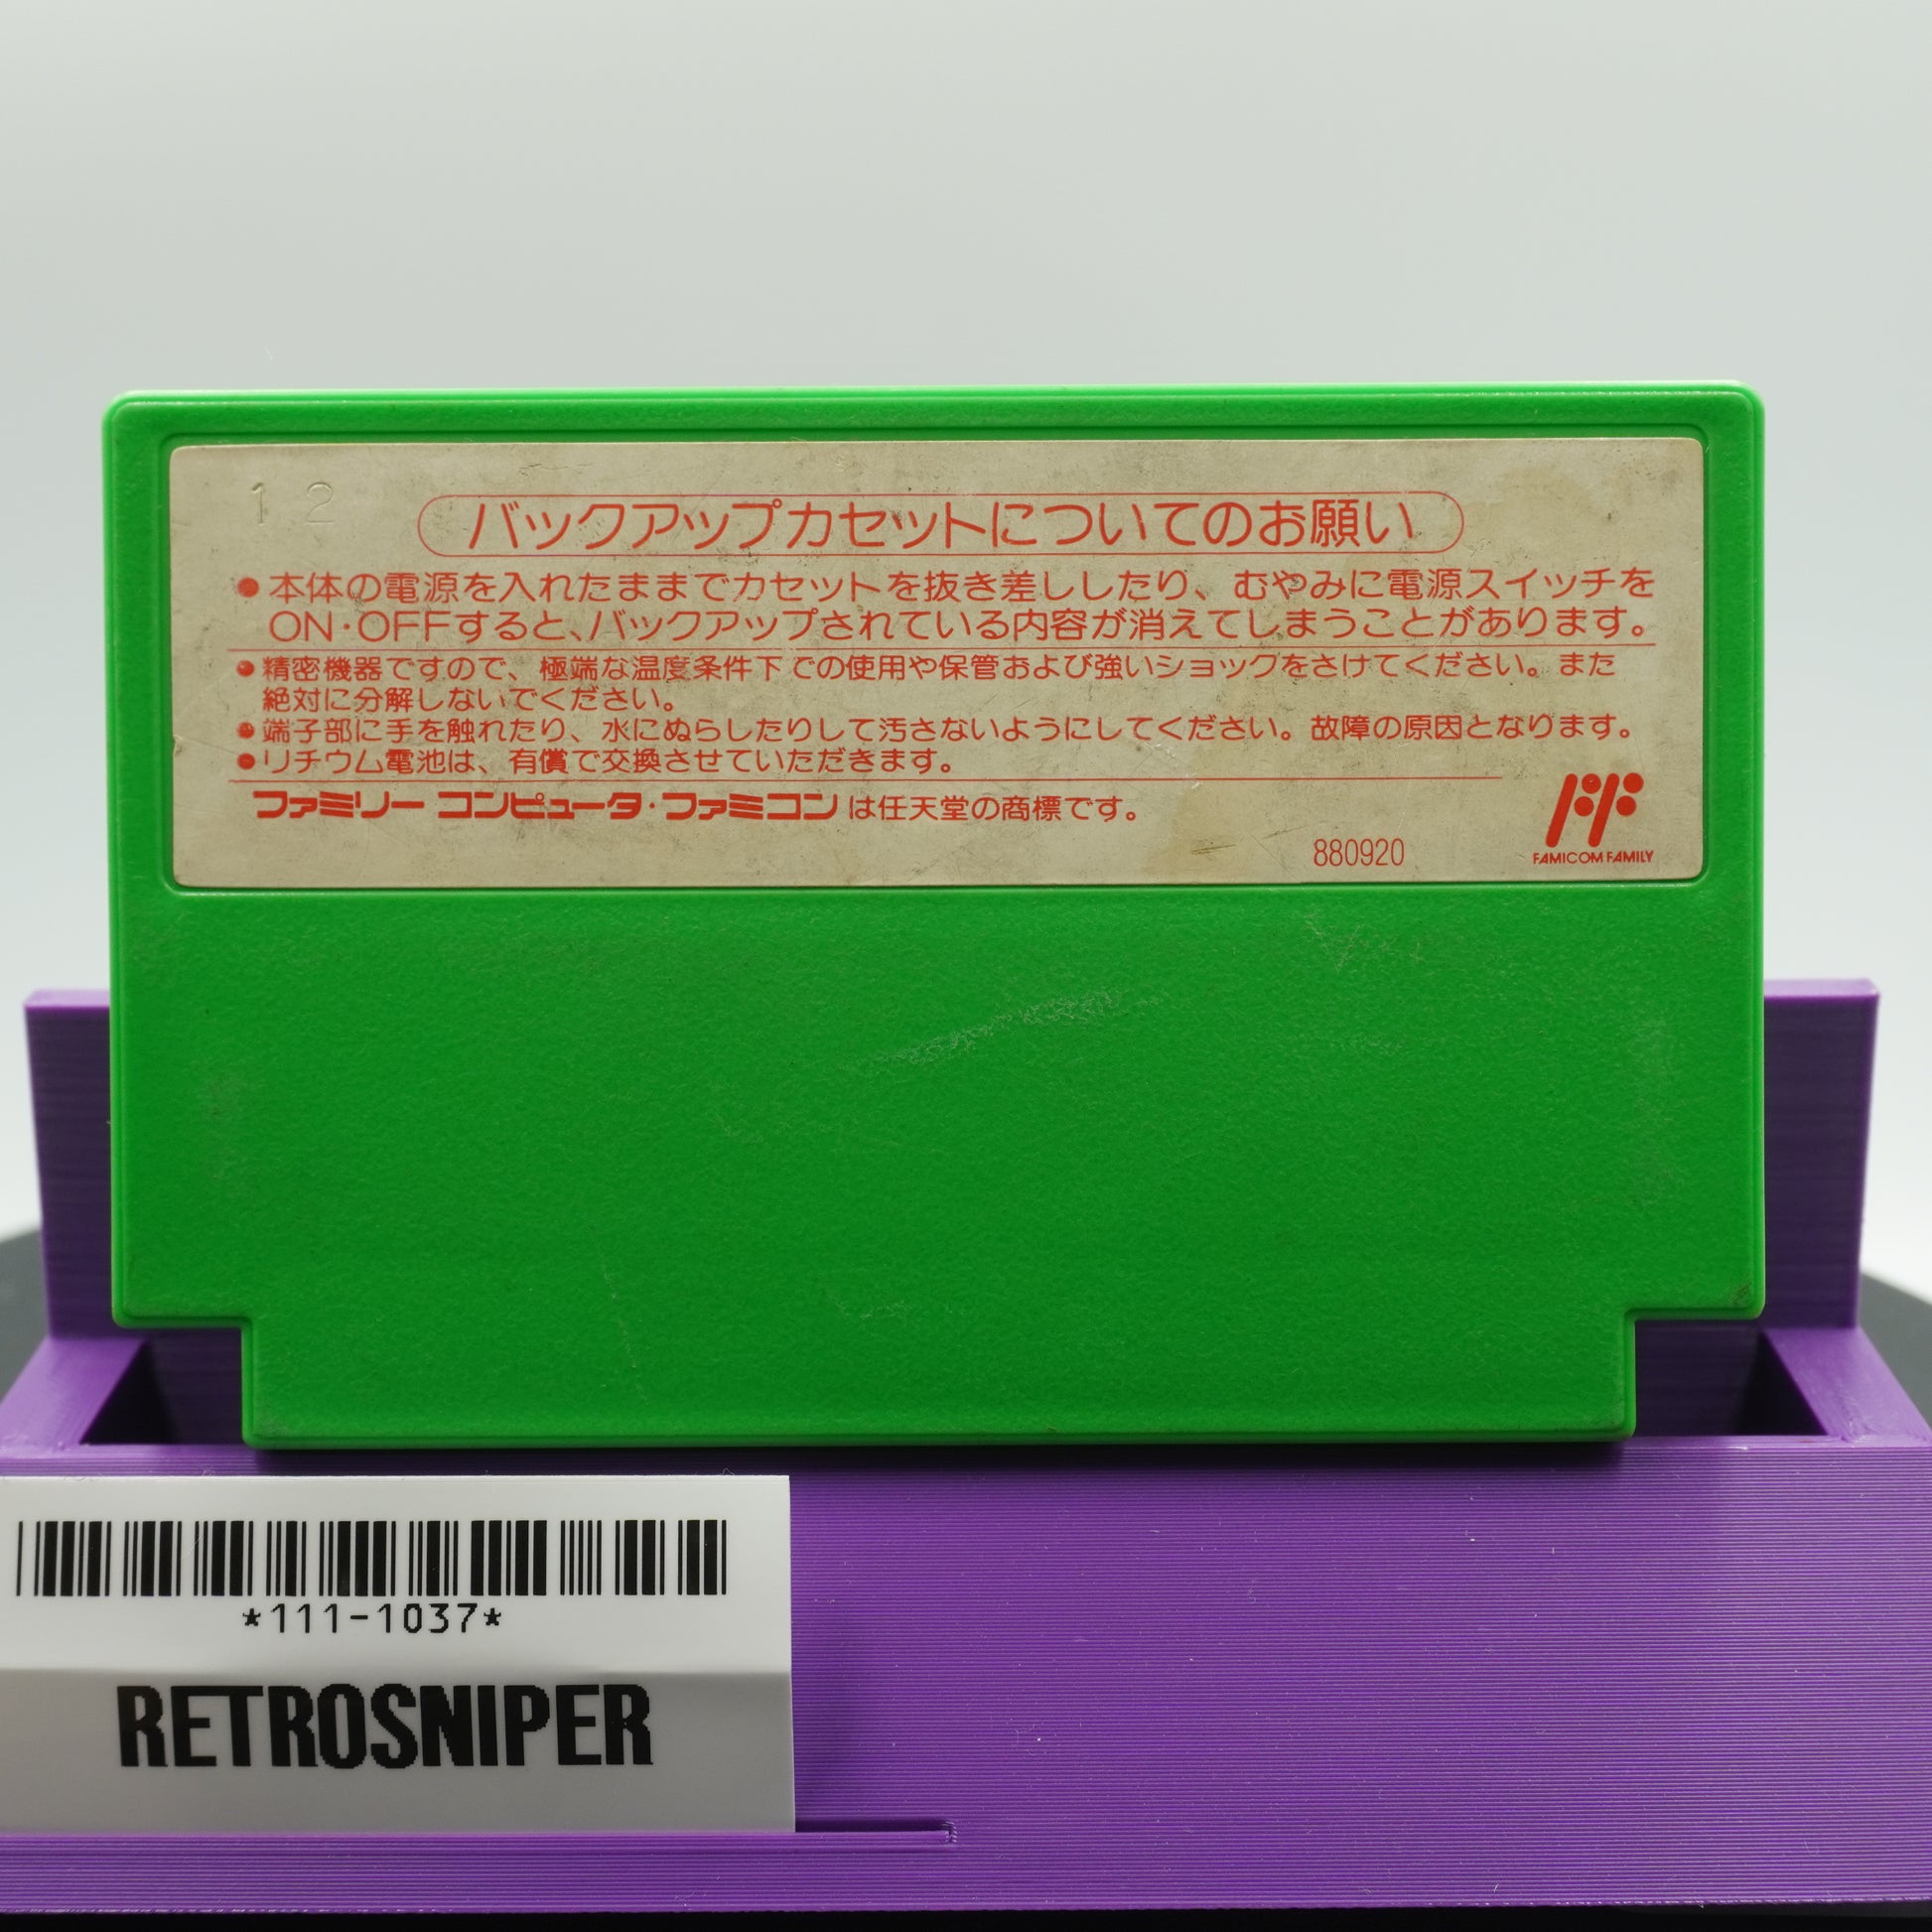 12
バックアップカセットについてのお願い
●本体の電源を入れたままでカセットを抜き差ししたり、むやみに電源スイッチを
ON・OFFすると、バックアップされている内容が消えてしまうことがあります。
●精密機器ですので、極端な温度条件下での使用や保管および強いショックをさけてください。また
絶対に分解しないでください。
●端子部に手を触れたり、水にぬらしたりして汚さないようにしてください。故障の原因となります。
●リチウム電池は、有償で交換させていただきます。
ファミリー コンピュータ・ファミコンは任天堂の商標です。
880920
FAMICOM FAMILY
*111-1037*
RETROSNIPER